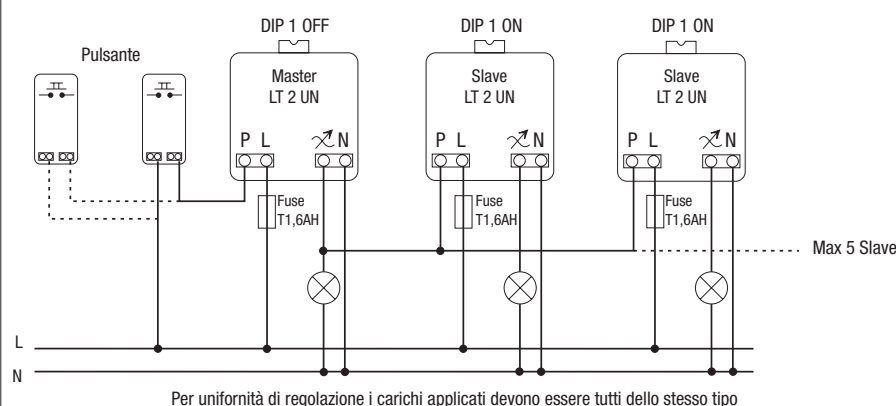 DIP 1 OFF
DIP 1 ON
DIP 1 ON
Pulsante
Master
LT 2 UN
Slave
LT 2 UN
Slave
LT 2 UN
P L N
P L N
P L N
Fuse
T1,6AH
Fuse
T1,6AH
Fuse
T1,6AH
Max 5 Slave
L
N
Per unifornità di regolazione i carichi applicati devono essere tutti dello stesso tipo